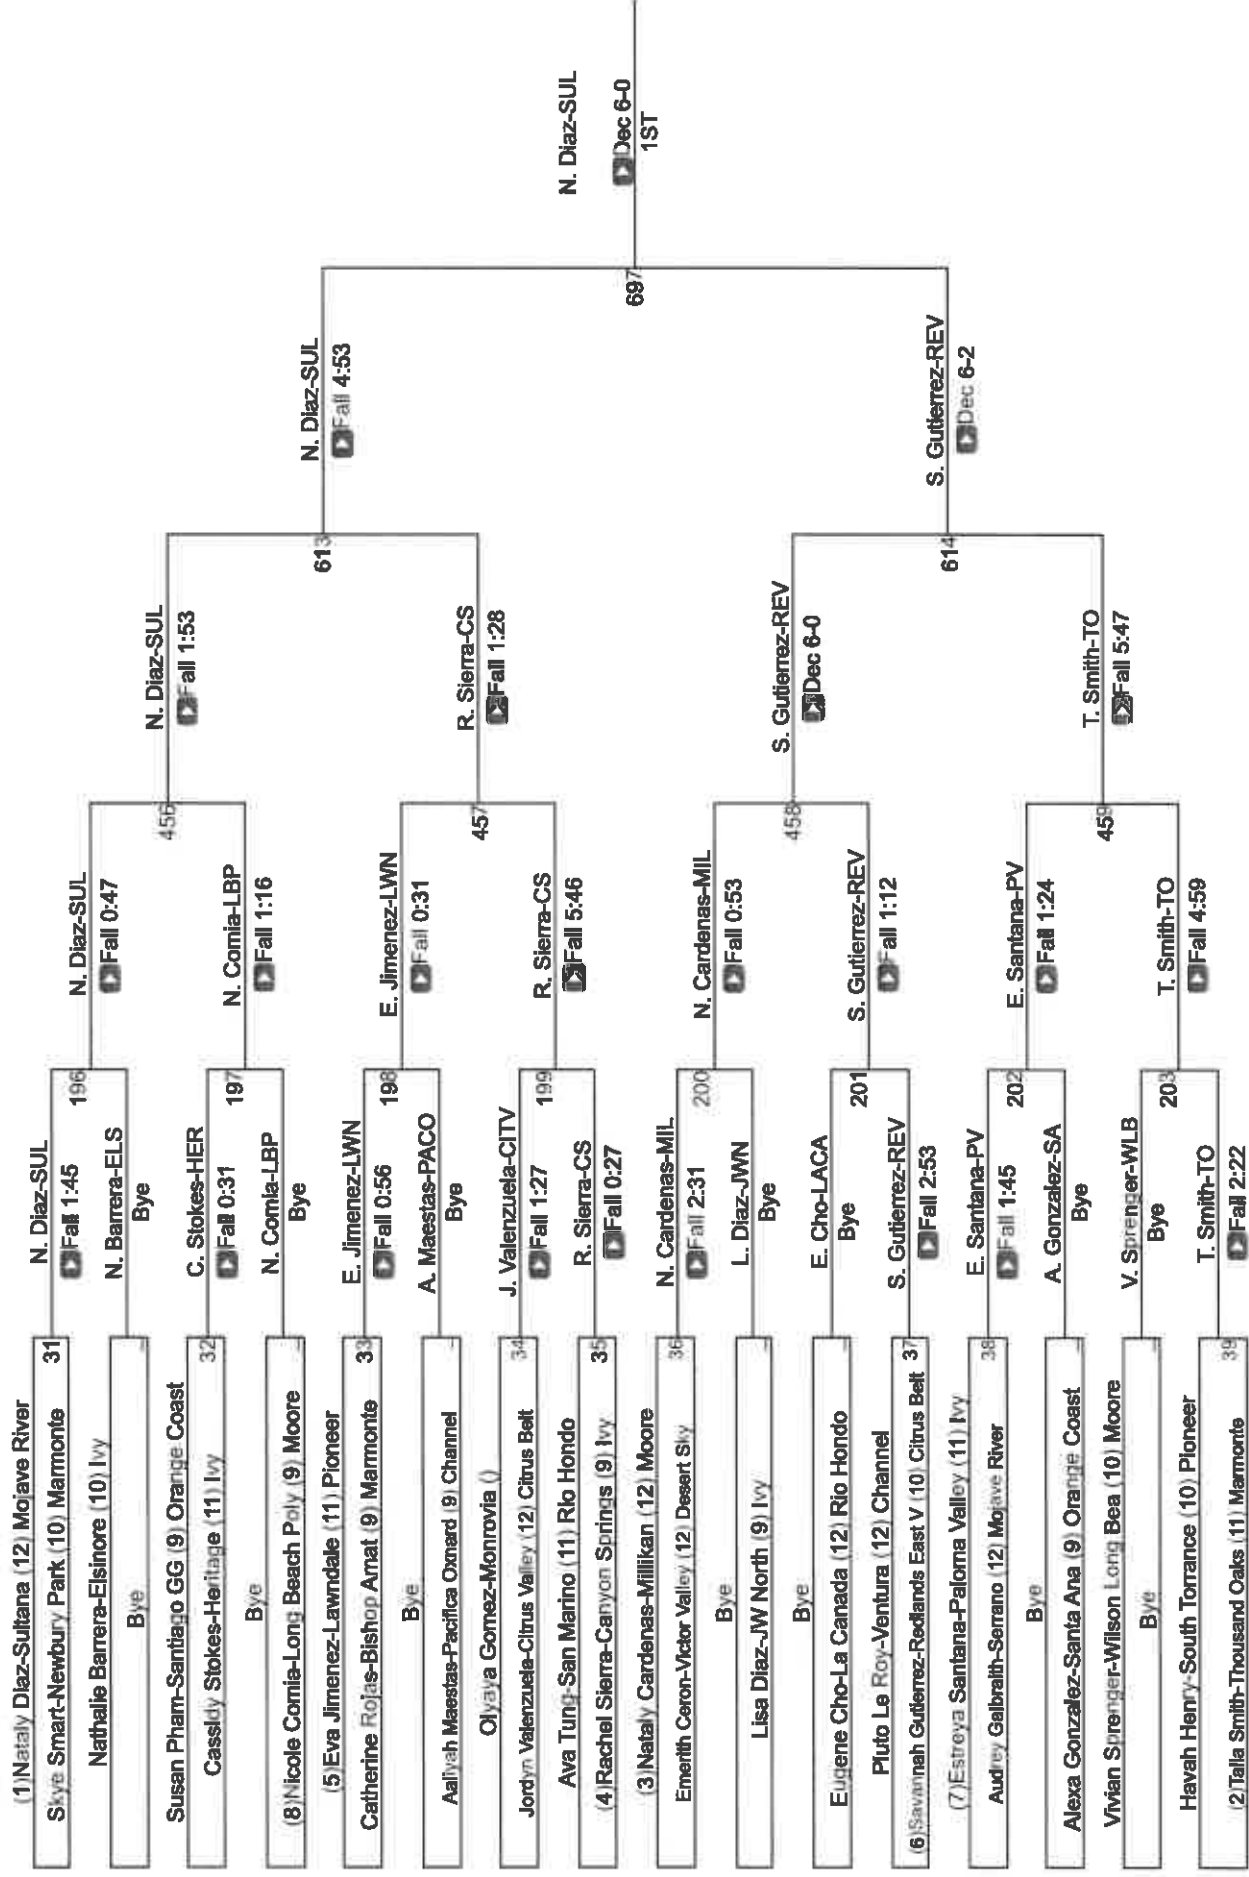 (1)Nataly Diaz-Sultana (12) Mojave River
31
Skye Smart-Newbury Park (10) Marmonte
Nathalie Barrera-Elsinore (10) Ivy
Bye
Susan Pham-Santiago GG (9) Orange Coast
32
Cassidy Stokes-Heritage (11) Ivy
Bye
(8)Nicole Comia-Long Beach Poly (9) Moore
(5)Eva Jimenez-Lawndale (11) Pioneer
33
Catherine Rojas-Bishop Amat (9) Marmonte
Bye
Aaliyah Maestas-Pacifica Oxnard (9) Channel
Olyaya Gomez-Monrovia ()
34
Jordyn Valenzuela-Citrus Valley (12) Citrus Belt
Ava Tung-San Marino (11) Rio Hondo
35
(4)Rachel Sierra-Canyon Springs (9) Ivy
(3)Nataly Cardenas-Millikan (12) Moore
36
Emerith Ceron-Victor Valley (12) Desert Sky
Bye
Lisa Diaz-JW North (9) Ivy
Bye
Eugene Cho-La Canada (12) Rio Hondo
Pluto Le Roy-Ventura (12) Channel
37
(6)Savannah Gutierrez-Redlands East V (10) Citrus Belt
(7)Estreya Santana-Paloma Valley (11) Ivy
38
Audrey Galbraith-Serrano (12) Mojave River
Bye
Alexa Gonzalez-Santa Ana (9) Orange Coast
Vivian Sprenger-Wilson Long Bea (10) Moore
Bye
Havah Henry-South Torrance (10) Pioneer
39
(2)Talia Smith-Thousand Oaks (11) Marmonte
N. Diaz-SUL
Fall 1:45
196
N. Barrera-ELS
Bye
C. Stokes-HER
Fall 0:31
197
N. Comia-LBP
Bye
E. Jimenez-LWN
Fall 0:56
198
A. Maestas-PACO
Bye
J. Valenzuela-CITV
Fall 1:27
199
R. Sierra-CS
Fall 0:27
N. Cardenas-MIL
Fall 2:31
200
L. Diaz-JWN
Bye
E. Cho-LACA
Bye
201
S. Gutierrez-REV
Fall 2:53
E. Santana-PV
Fall 1:45
202
A. Gonzalez-SA
Bye
V. Sprenger-WLB
Bye
203
T. Smith-TO
Fall 2:22
N. Diaz-SUL
Fall 0:47
456
N. Comia-LBP
Fall 1:16
E. Jimenez-LWN
Fall 0:31
457
R. Sierra-CS
Fall 5:46
N. Cardenas-MIL
Fall 0:53
458
S. Gutierrez-REV
Fall 1:12
E. Santana-PV
Fall 1:24
459
T. Smith-TO
Fall 4:59
N. Diaz-SUL
Fall 1:53
613
R. Sierra-CS
Fall 1:28
S. Gutierrez-REV
Dec 6-0
614
T. Smith-TO
Fall 5:47
N. Diaz-SUL
Fall 4:53
697
S. Gutierrez-REV
Dec 6-2
N. Diaz-SUL
Dec 6-0
1ST